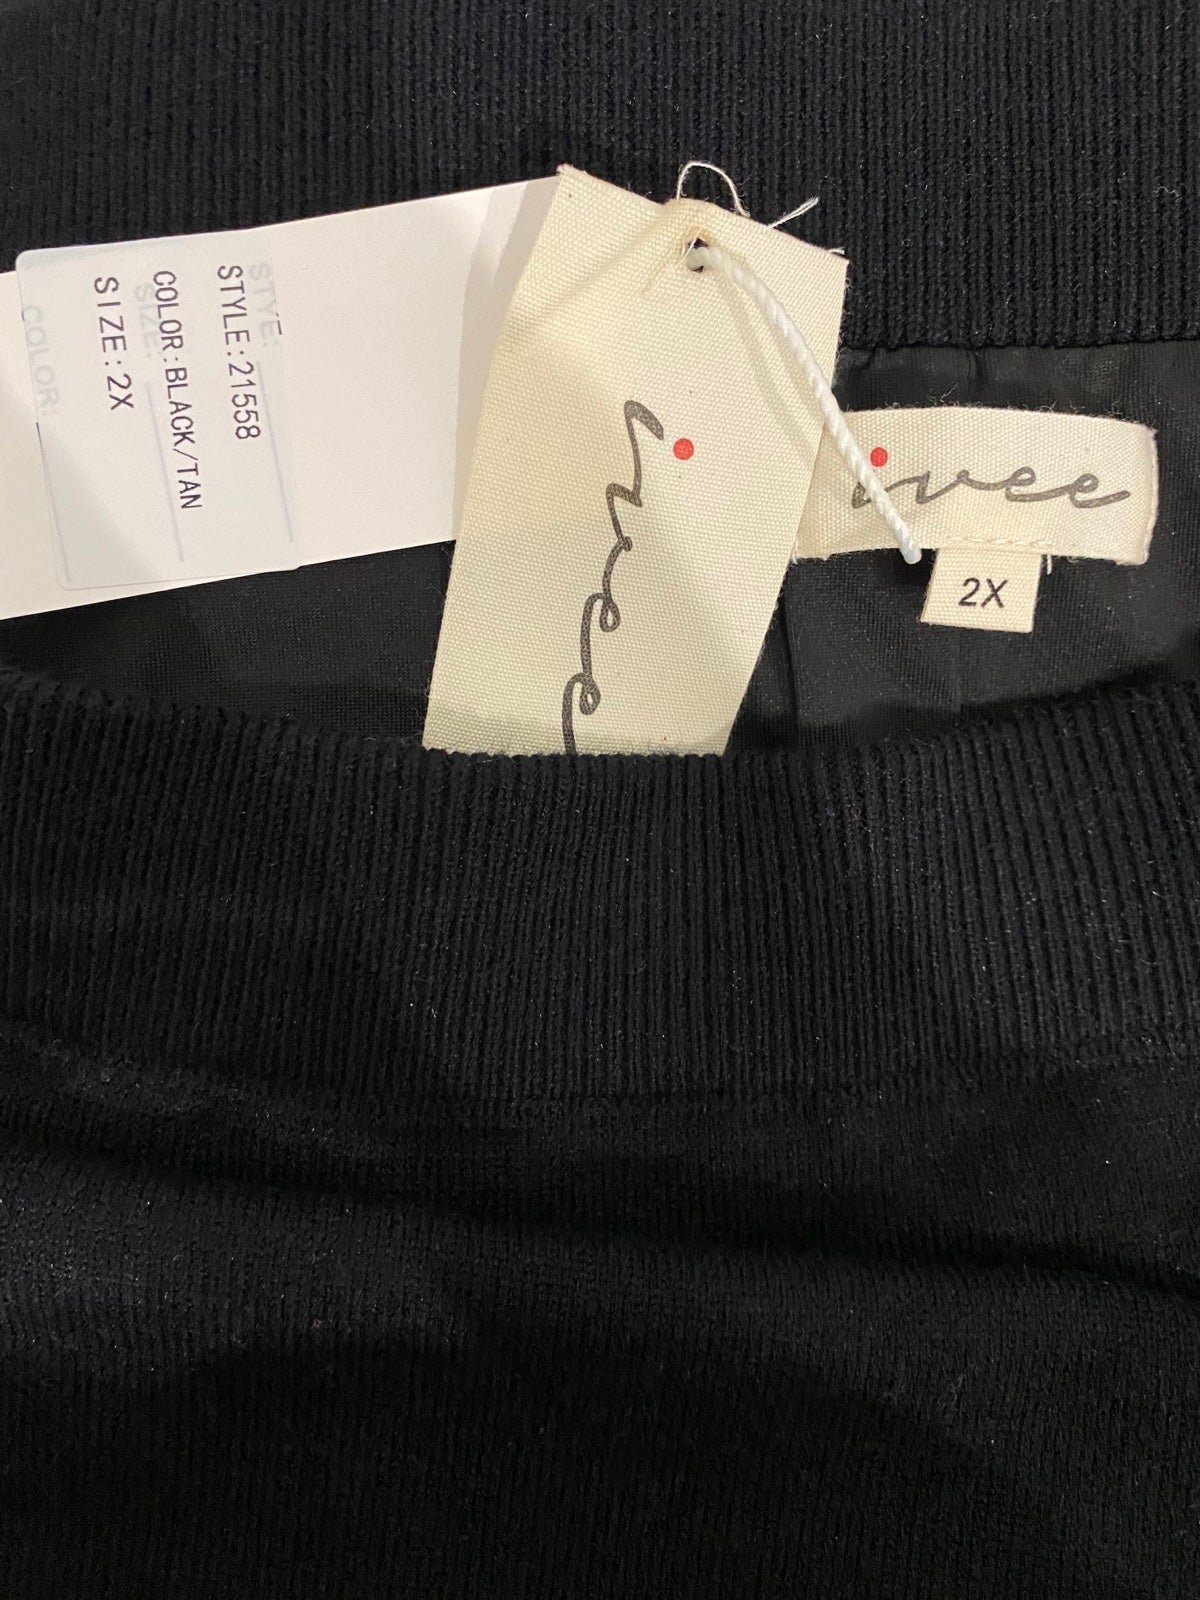 STYLE:21558
COLOR:BLACK/TAN
SIZE:2X
STYE:
SIZE:
COLOR:
ivee
ivee
2X